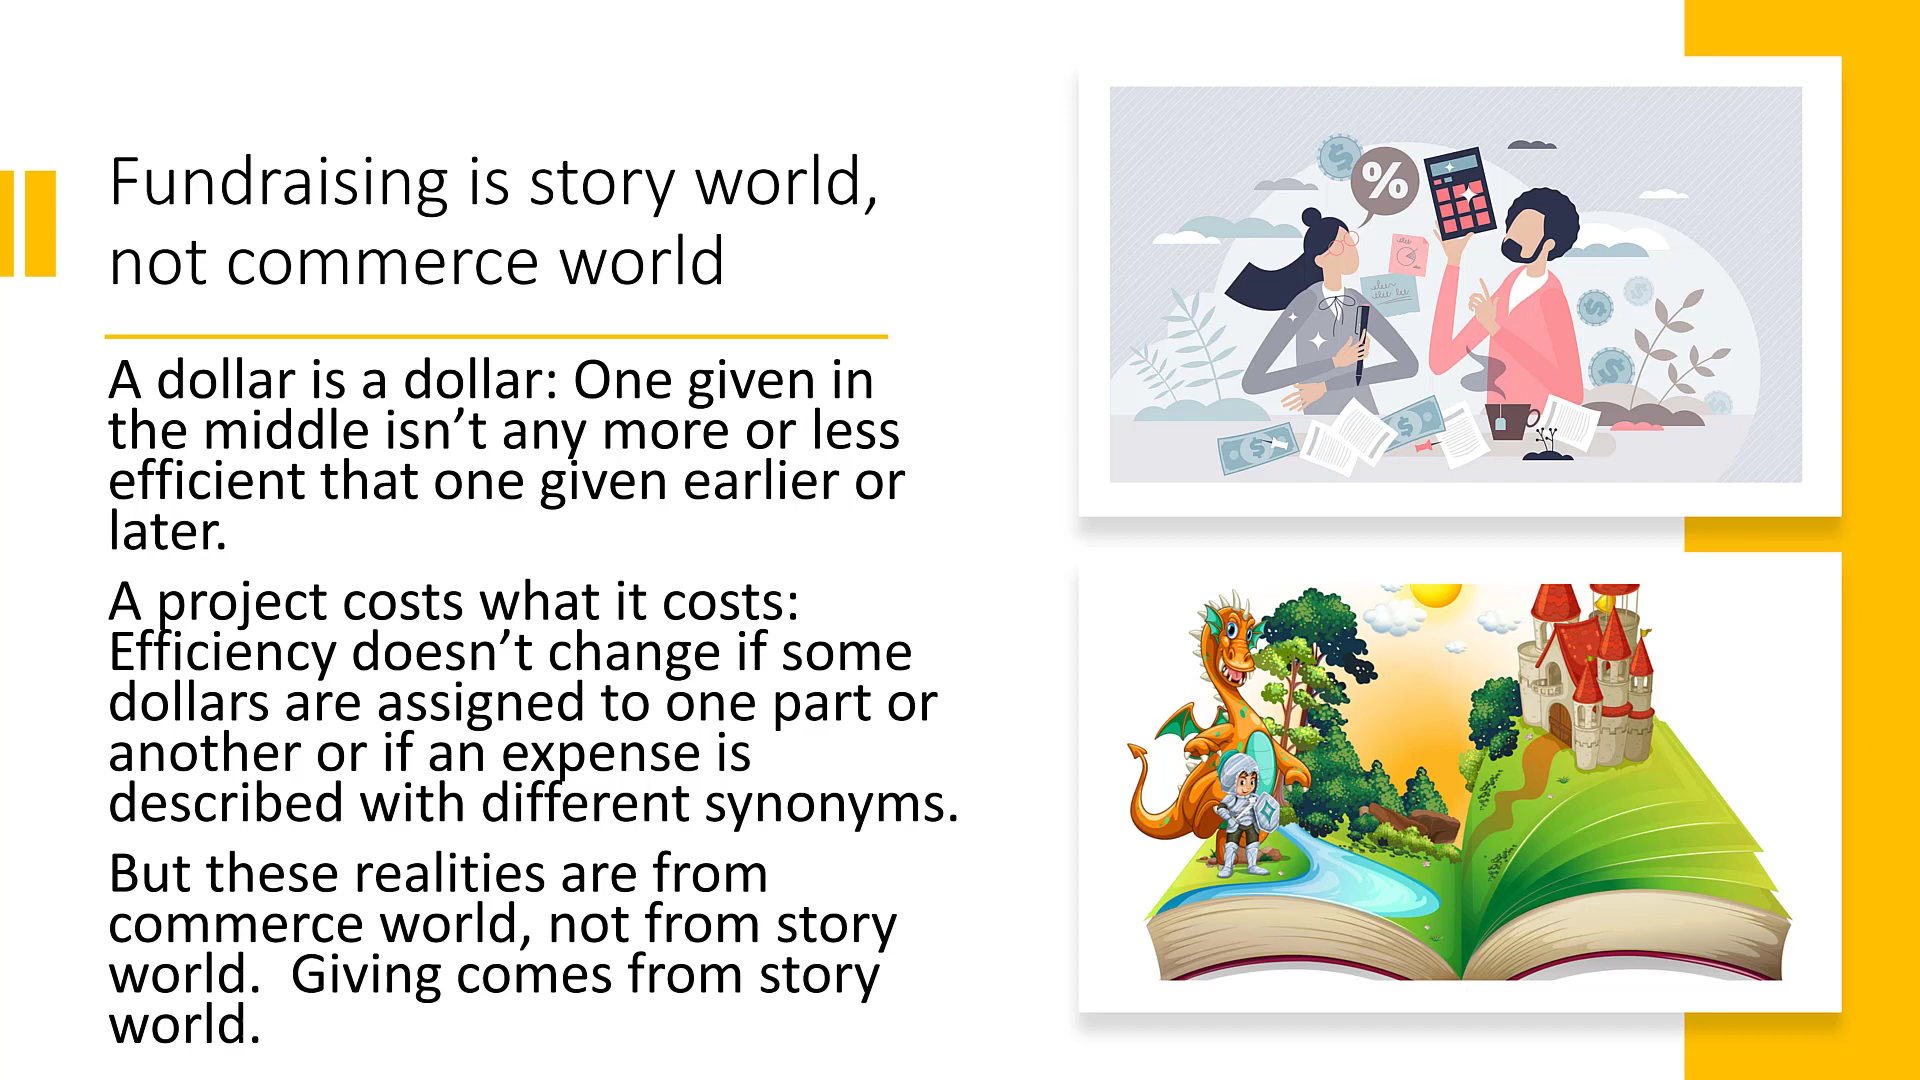 Fundraising is story world,
not commerce world
A dollar is a dollar: One given in
the middle isn’t any more or less
efficient that one given earlier or
later.
A project costs what it costs:
Efficiency doesn’t change if some
dollars are assigned to one part or
another or if an expense is
described with different synonyms.
But these realities are from
commerce world, not from story
world.  Giving comes from story
world.
%